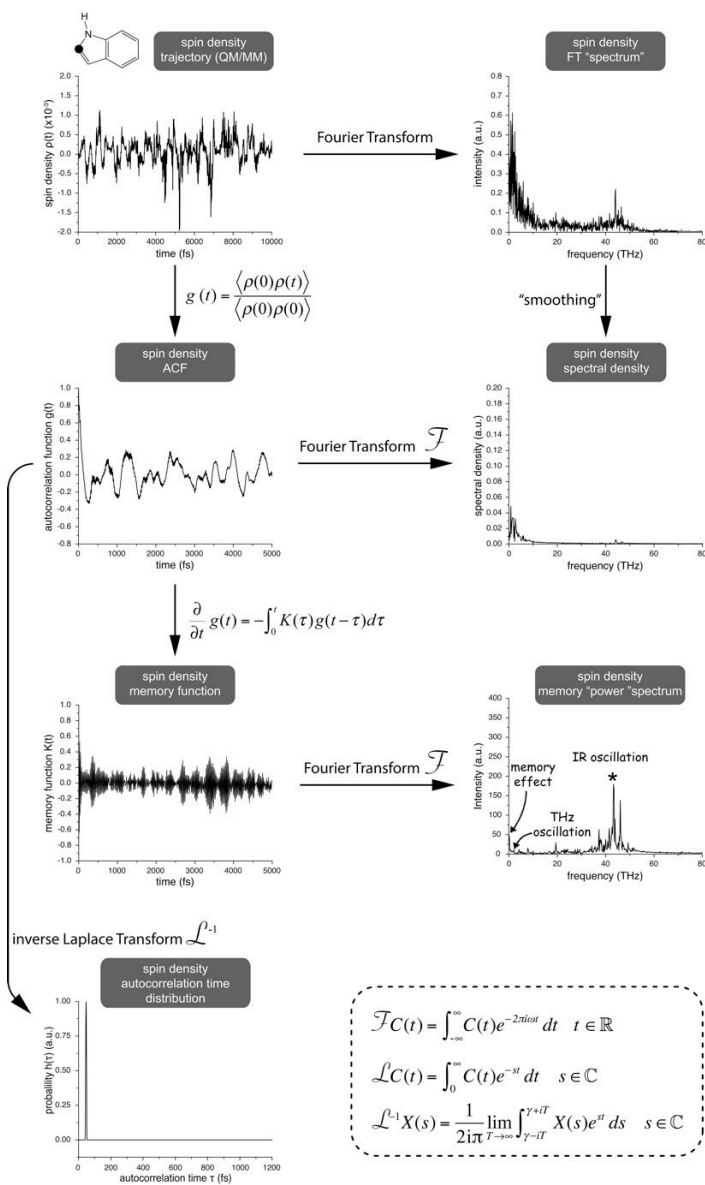 H
N
spin density
trajectory (QM/MM)
spin density
FT “spectrum”
spin density ρ(t) (x10⁻³)
2.0
1.5
1.0
0.5
0.0
-0.5
-1.0
-1.5
-2.0
0 2000 4000 6000 8000 10000
time (fs)
Fourier Transform
intensity (a.u.)
0.8
0.7
0.6
0.5
0.4
0.3
0.2
0.1
0.0
0 20 40 60 80
frequency (THz)
g (t) = ⟨ρ(0)ρ(t)⟩ / ⟨ρ(0)ρ(0)⟩
“smoothing”
spin density
ACF
spin density
spectral density
autocorrelation function g(t)
1.0
0.8
0.6
0.4
0.2
0.0
-0.2
-0.4
-0.6
-0.8
0 1000 2000 3000 4000 5000
time (fs)
Fourier Transform ℱ
spectral density (a.u.)
0.20
0.18
0.16
0.14
0.12
0.10
0.08
0.06
0.04
0.02
0.00
0 20 40 60 80
frequency (THz)
∂/∂t g(t) = −∫₀ᵗ K(τ)g(t−τ)dτ
spin density
memory function
spin density
memory “power ”spectrum
memory function K(t)
1.0
0.8
0.6
0.4
0.2
0.0
-0.2
-0.4
-0.6
-0.8
-1.0
0 1000 2000 3000 4000 5000
time (fs)
Fourier Transform ℱ
Intensity (a.u.)
400
350
300
250
200
150
100
50
0
IR oscillation
*
memory
effect
THz
oscillation
0 20 40 60 80
frequency (THz)
inverse Laplace Transform ℒ⁻¹
spin density
autocorrelation time
distribution
probalility h(τ) (a.u.)
1.00
0.75
0.50
0.25
0.00
0 200 400 600 800 1000 1200
autocorrelation time τ (fs)
ℱC(t) = ∫_{-∞}^{∞} C(t)e^{−2πiωt} dt t ∈ ℝ
ℒC(t) = ∫₀^∞ C(t)e^{−st} dt s ∈ ℂ
ℒ⁻¹X(s) = 1/2iπ lim_{T→∞} ∫_{γ−iT}^{γ+iT} X(s)e^{st} ds s ∈ ℂ